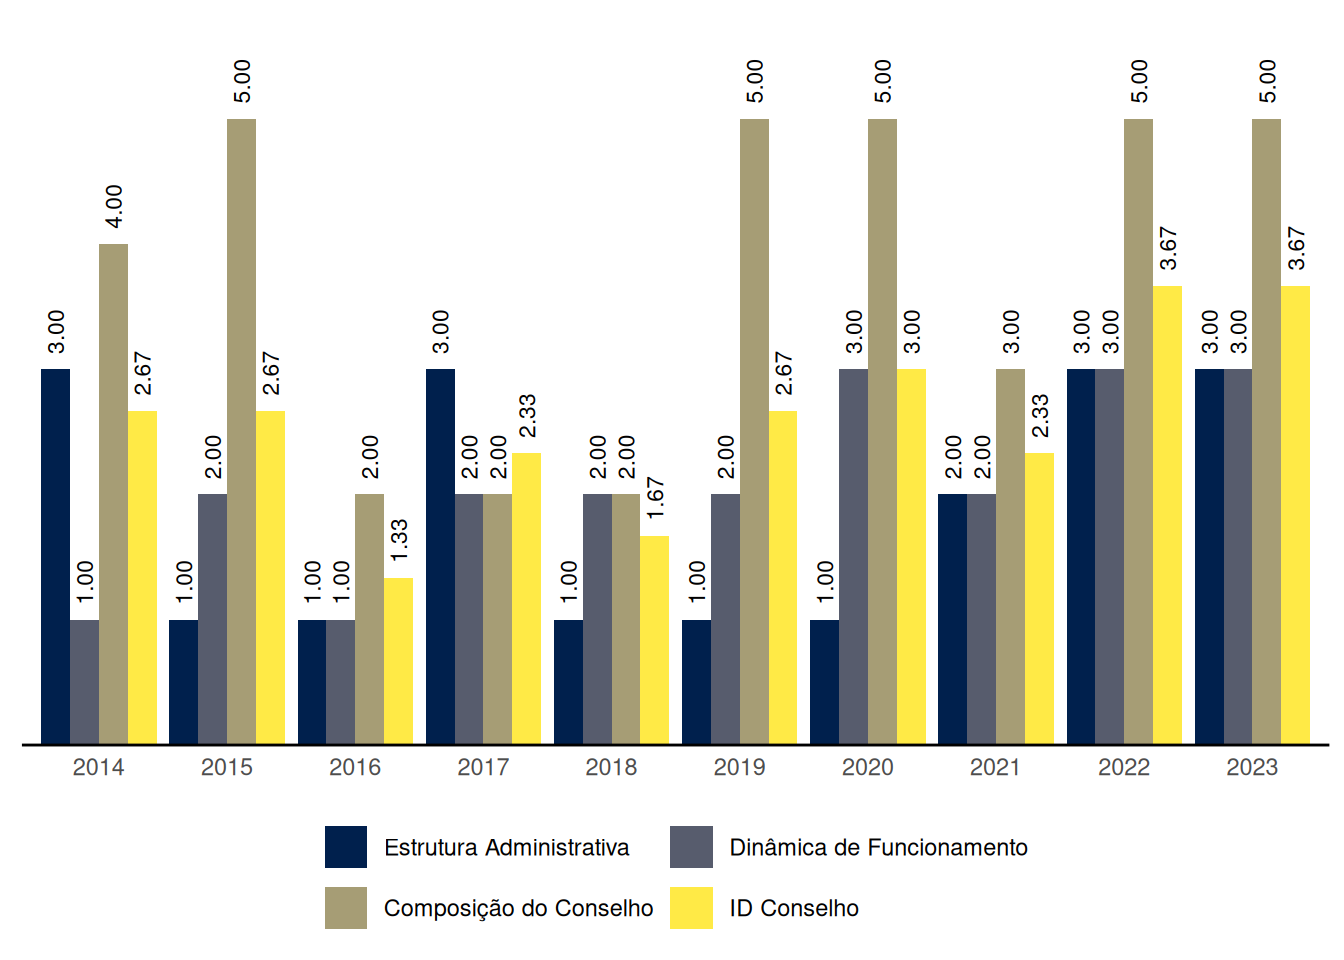 3.00 1.00 4.00 2.67 1.00 2.00 5.00 2.67 1.00 1.00 2.00 1.33 3.00 2.00 2.00 2.33 1.00 2.00 2.00 1.67 1.00 2.00 5.00 2.67 1.00 3.00 5.00 3.00 2.00 2.00 3.00 2.33 3.00 3.00 5.00 3.67 3.00 3.00 5.00 3.67
2014 2015 2016 2017 2018 2019 2020 2021 2022 2023
Estrutura Administrativa Dinâmica de Funcionamento
Composição do Conselho ID Conselho